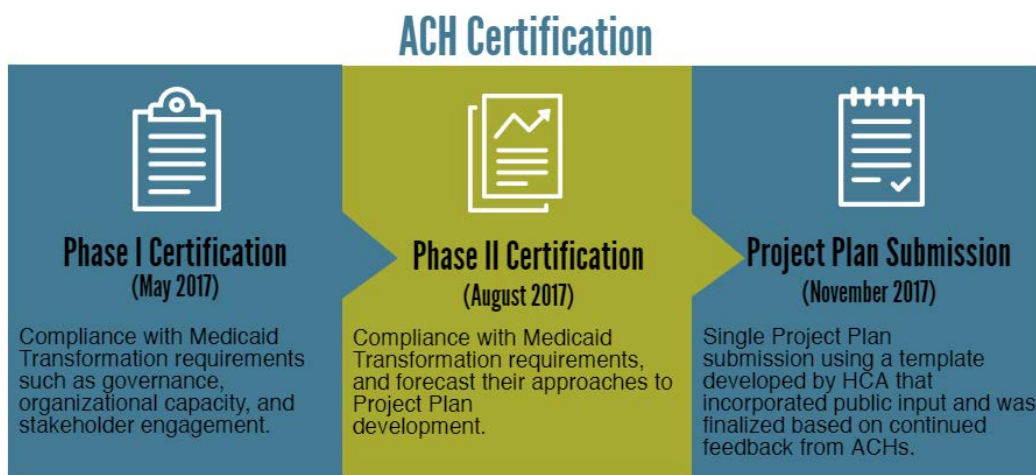 ACH Certification
Phase I Certification
(May 2017)
Compliance with Medicaid
Transformation requirements
such as governance,
organizational capacity, and
stakeholder engagement.
Phase II Certification
(August 2017)
Compliance with Medicaid
Transformation requirements,
and forecast their approaches to
Project Plan
development.
Project Plan Submission
(November 2017)
Single Project Plan
submission using a template
developed by HCA that
incorporated public input and was
finalized based on continued
feedback from ACHs.